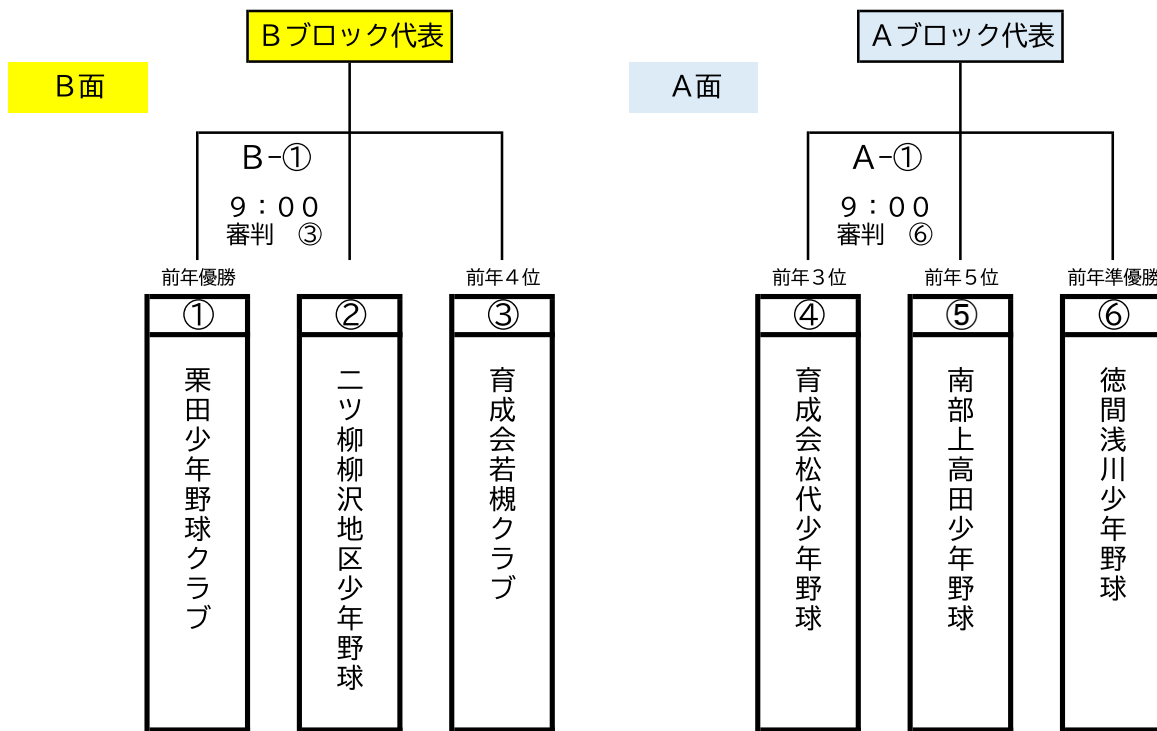 Bブロック代表
Aブロック代表
B面
A面
B-①
9：00
審判　③
A-①
9：00
審判　⑥
前年優勝
前年4位
前年3位
前年5位
前年準優勝
①
②
③
④
⑤
⑥
栗田少年野球クラブ
二ツ柳柳沢地区少年野球
育成会若槻クラブ
育成会松代少年野球
南部上高田少年野球
徳間浅川少年野球